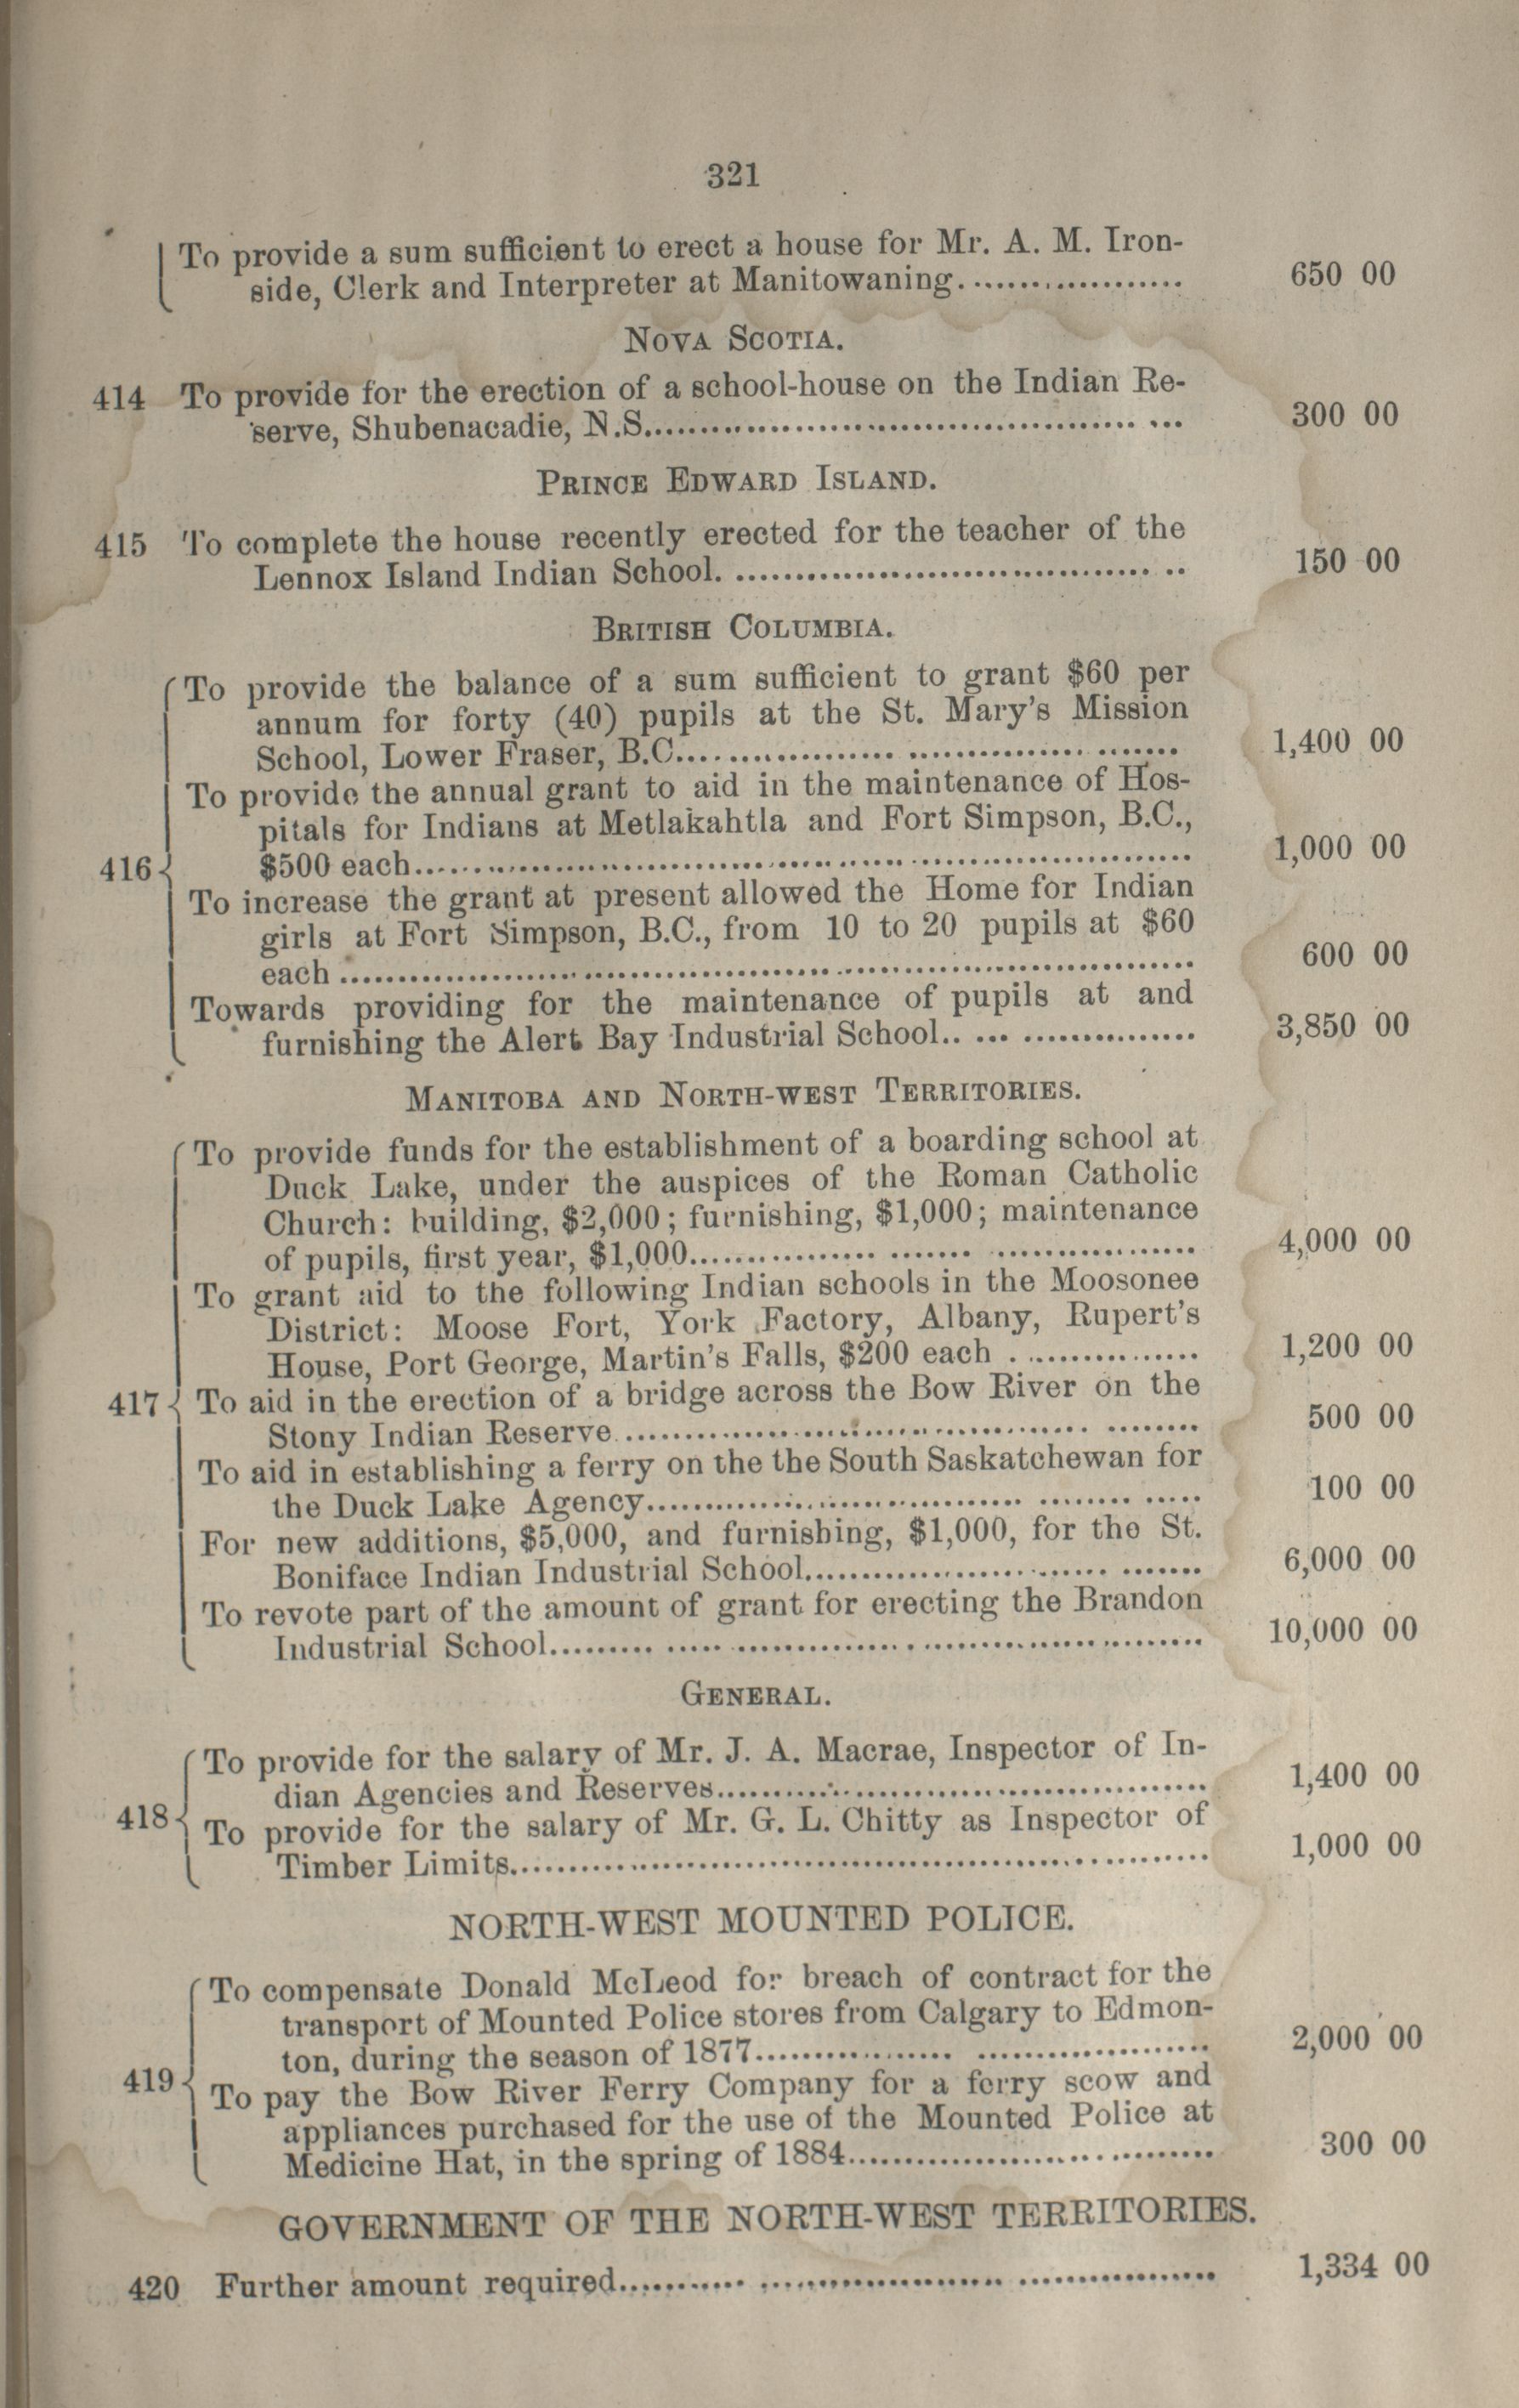 321
To provide a sum sufficient to erect a house for Mr. A. M. Iron-
side, Clerk and Interpreter at Manitowaning. .................. 650 00
NOVA SCOTIA.
414 To provide for the erection of a school-house on the Indian Re-
serve, Shubenacadie, N.S............................................. ... 300 00
PRINCE EDWARD ISLAND.
415 To complete the house recently erected for the teacher of the
Lennox Island Indian School. ................................... .. 150 00
BRITISH COLUMBIA.
To provide the balance of a sum sufficient to grant $60 per
annum for forty (40) pupils at the St. Mary's Mission
School, Lower Fraser, B.C.................... ............... ....... 1,400 00
To provide the annual grant to aid in the maintenance of Hos-
pitals for Indians at Metlakahtla and Fort Simpson, B.C.,
416 $500 each.................................................................. 1,000 00
To increase the grant at present allowed the Home for Indian
girls at Fort Simpson, B.C., from 10 to 20 pupils at $60
each ........................................................................ 600 00
Towards providing for the maintenance of pupils at and
furnishing the Alert Bay Industrial School.. ... ............... 3,850 00
MANITOBA AND NORTH-WEST TERRITORIES.
To provide funds for the establishment of a boarding school at
Duck Lake, under the auspices of the Roman Catholic
Church: building, $2,000; furnishing, $1,000; maintenance
of pupils, first year, $1,000................ ....... ................. 4,000 00
To grant aid to the following Indian schools in the Moosonee
District: Moose Fort, York Factory, Albany, Rupert's
House, Port George, Martin's Falls, $200 each . ............... 1,200 00
417 To aid in the erection of a bridge across the Bow River on the
Stony Indian Reserve........................................ ........ 500 00
To aid in establishing a ferry on the the South Saskatchewan for
the Duck Lake Agency................................ ........ ..... 100 00
For new additions, $5,000, and furnishing, $1,000, for the St.
Boniface Indian Industrial School.......................... ....... 6,000 00
To revote part of the amount of grant for erecting the Brandon
Industrial School......... ..... ........................................ 10,000 00
GENERAL.
To provide for the salary of Mr. J. A. Macrae, Inspector of In-
dian Agencies and Reserves.......................................... 1,400 00
418 To provide for the salary of Mr. G. L. Chitty as Inspector of
Timber Limits............................................................ 1,000 00
NORTH-WEST MOUNTED POLICE.
To compensate Donald McLeod for breach of contract for the
transport of Mounted Police stores from Calgary to Edmon-
ton, during the season of 1877................. .................... 2,000 00
419 To pay the Bow River Ferry Company for a ferry scow and
appliances purchased for the use of the Mounted Police at
Medicine Hat, in the spring of 1884................................ 300 00
GOVERNMENT OF THE NORTH-WEST TERRITORIES.
420 Further amount required........... ..................... ................. 1,334 00